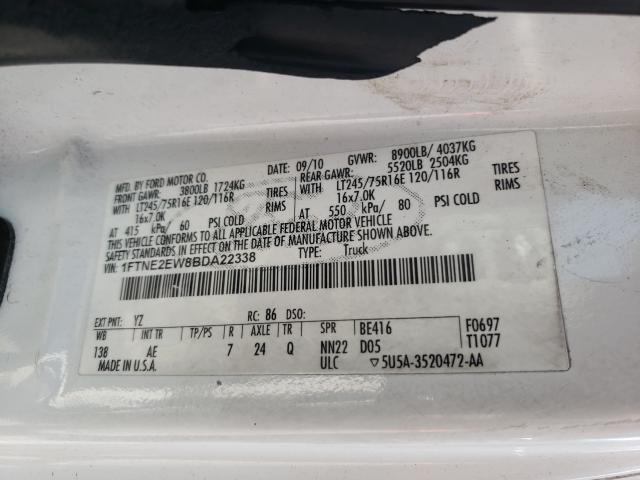 MFD. BY FORD MOTOR CO. DATE: 09/10 GVWR: 8900LB/ 4037KG
FRONT GAWR: 3800LB 1724KG REAR GAWR: 5520LB 2504KG
WITH LT245/75R16E 120/116R TIRES WITH LT245/75R16E 120/116R TIRES
16x7.0K RIMS 16x7.0K RIMS
AT 415 kPa/ 60 PSI COLD AT 550 kPa/ 80 PSI COLD
THIS VEHICLE CONFORMS TO ALL APPLICABLE FEDERAL MOTOR VEHICLE
SAFETY STANDARDS IN EFFECT ON THE DATE OF MANUFACTURE SHOWN ABOVE.
VIN: 1FTNE2EW8BDA22338 TYPE: Truck
EXT PNT: YZ RC: 86 DSO:
WB INT TR TP/PS R AXLE TR SPR BE416 F0697
138 AE 7 24 Q NN22 D05 T1077
MADE IN U.S.A. ULC ▽5U5A-3520472-AA